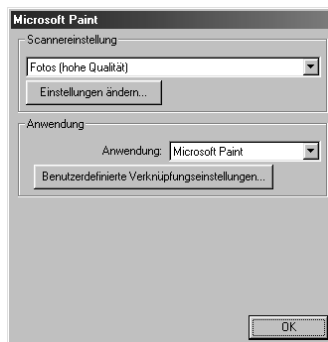 Microsoft Paint
Scannereinstellung
Fotos (hohe Qualität)
Einstellungen ändern...
Anwendung
Anwendung: Microsoft Paint
Benutzerdefinierte Verknüpfungseinstellungen...
OK